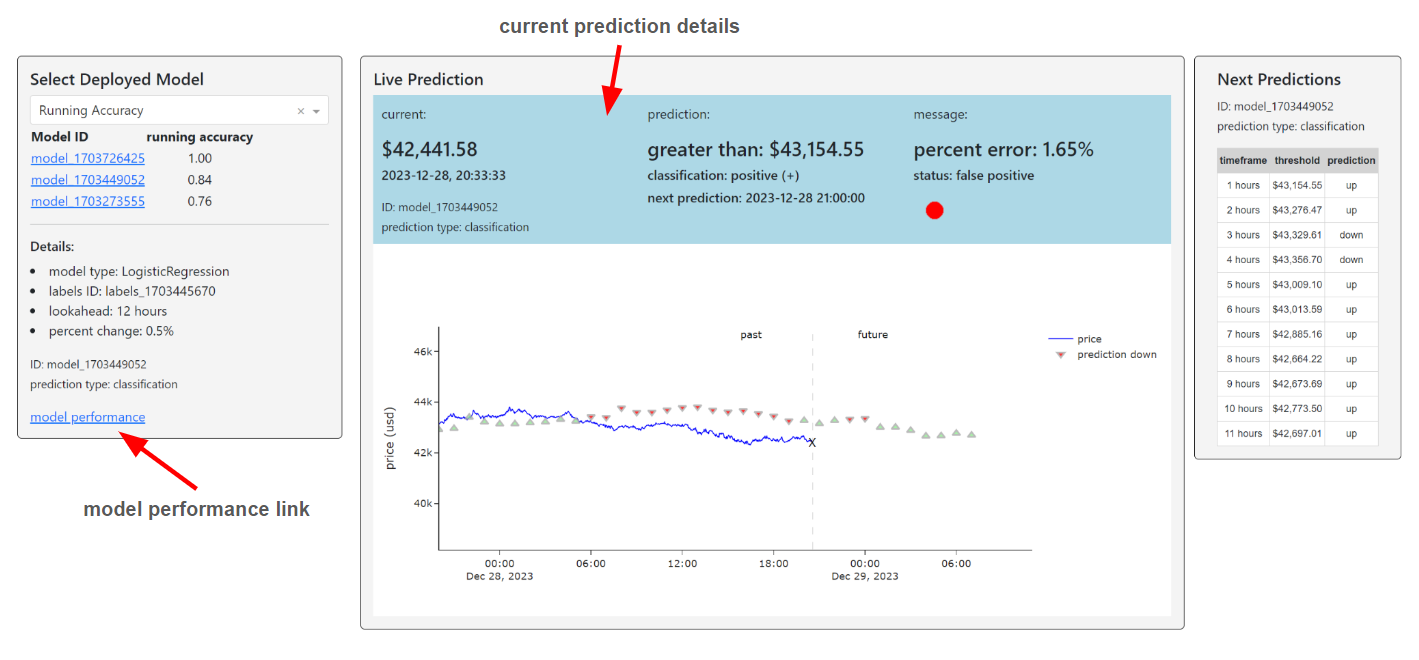 current prediction details
Select Deployed Model
Running Accuracy × 
Model ID running accuracy
model_1703726425 1.00
model_1703449052 0.84
model_1703273555 0.76
Details:
• model type: LogisticRegression
• labels ID: labels_1703445670
• lookahead: 12 hours
• percent change: 0.5%
ID: model_1703449052
prediction type: classification
model performance
model performance link
Live Prediction
current:
$42,441.58
2023-12-28, 20:33:33
ID: model_1703449052
prediction type: classification
prediction:
greater than: $43,154.55
classification: positive (+)
next prediction: 2023-12-28 21:00:00
message:
percent error: 1.65%
status: false positive
past future
price
prediction down
46k
44k
42k
40k
price (usd)
X
00:00 06:00 12:00 18:00 00:00 06:00
Dec 28, 2023 Dec 29, 2023
Next Predictions
ID: model_1703449052
prediction type: classification
timeframe threshold prediction
1 hours $43,154.55 up
2 hours $43,276.47 up
3 hours $43,329.61 down
4 hours $43,356.70 down
5 hours $43,009.10 up
6 hours $43,013.59 up
7 hours $42,885.16 up
8 hours $42,664.22 up
9 hours $42,673.69 up
10 hours $42,773.50 up
11 hours $42,697.01 up